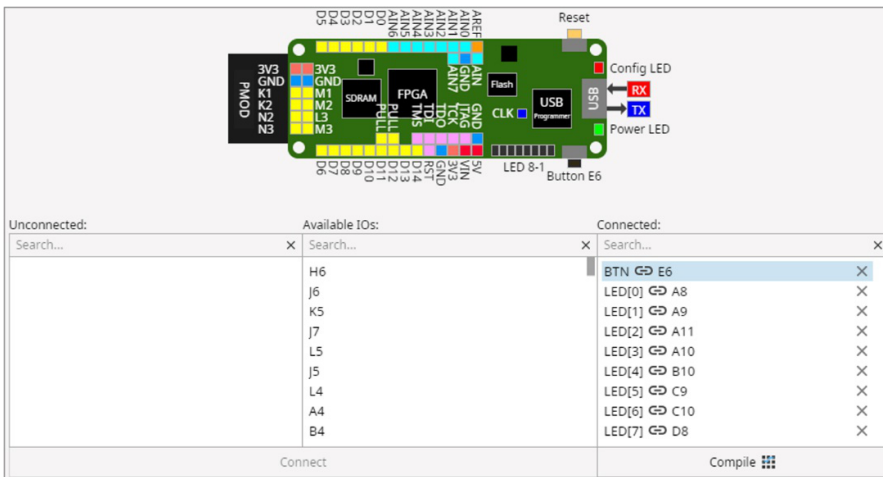 D5 D4 D3 D2 D1 D0 AIN6 AIN5 AIN4 AIN3 AIN2 AIN1 AIN0 AREF
Reset
AIN7 GND AIN
PMOD
3V3 3V3
GND GND
K1 M1
K2 M2
N2 L3
N3 M3
SDRAM
FPGA
Flash
CLK
USB
Programmer
USB
Config LED
RX
TX
Power LED
PULL PULL TMS TDI TDO TCK JTAG GND
D6 D7 D8 D9 D10 D11 D12 D13 D14 RST GND 3V3 VIN 5V
LED 8-1
Button E6
Unconnected: Available IOs: Connected:
Search... × Search... × Search... ×
H6 BTN E6 ×
J6 LED[0] A8 ×
K5 LED[1] A9 ×
J7 LED[2] A11 ×
L5 LED[3] A10 ×
J5 LED[4] B10 ×
L4 LED[5] C9 ×
A4 LED[6] C10 ×
B4 LED[7] D8 ×
Connect Compile